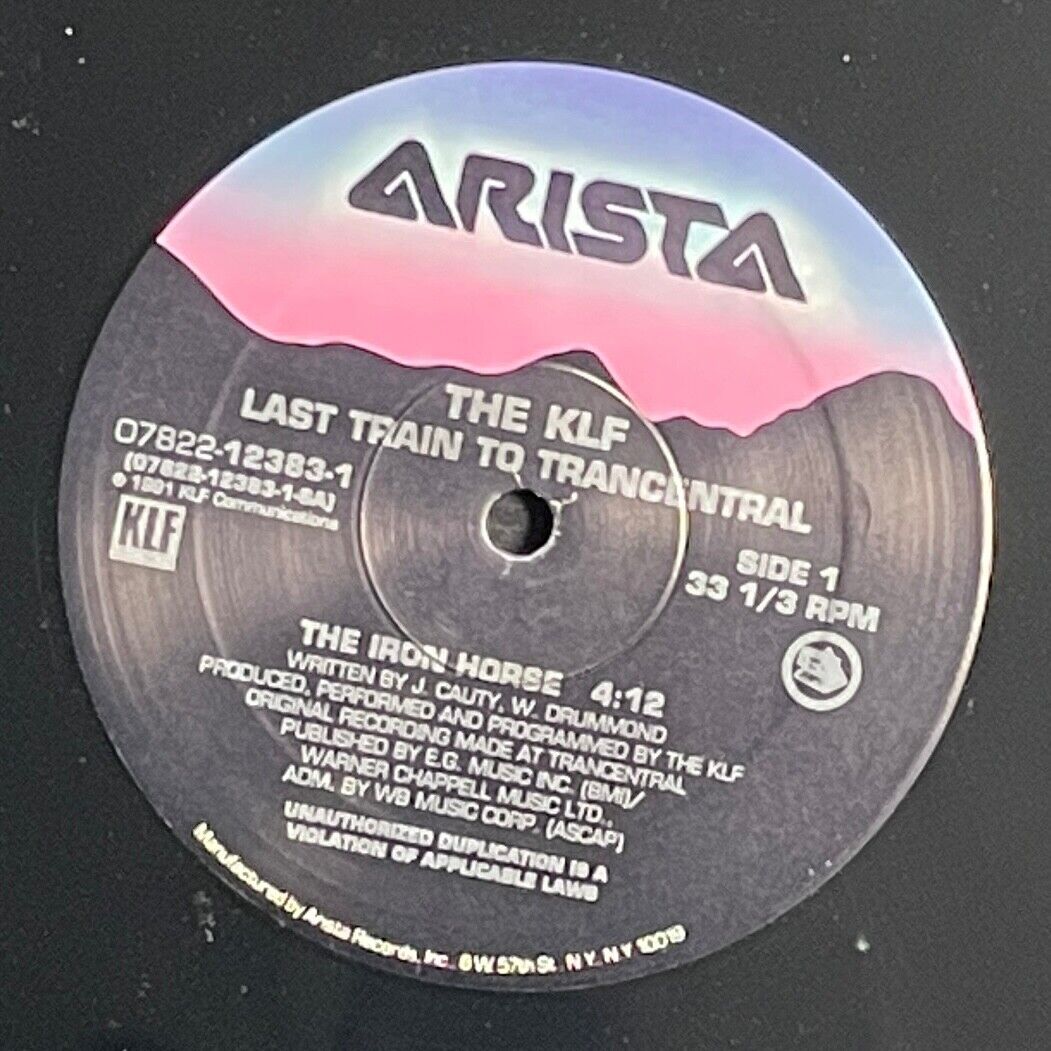 ARISTA
THE KLF
LAST TRAIN TO TRANCENTRAL
07822-12383-1
(07822-12383-1-SA)
℗ 1991 KLF Communications
KLF
SIDE 1
33 1/3 RPM
THE IRON HORSE 4:12
WRITTEN BY J. CAUTY, W. DRUMMOND
PRODUCED, PERFORMED AND PROGRAMMED BY THE KLF
ORIGINAL RECORDING MADE AT TRANCENTRAL
PUBLISHED BY E.G. MUSIC INC. (BMI)/
WARNER CHAPPELL MUSIC LTD.,
ADM. BY WB MUSIC CORP. (ASCAP)
UNAUTHORIZED DUPLICATION IS A
VIOLATION OF APPLICABLE LAWS
Manufactured by Arista Records, Inc., 6 W. 57th St. N.Y. N.Y. 10019